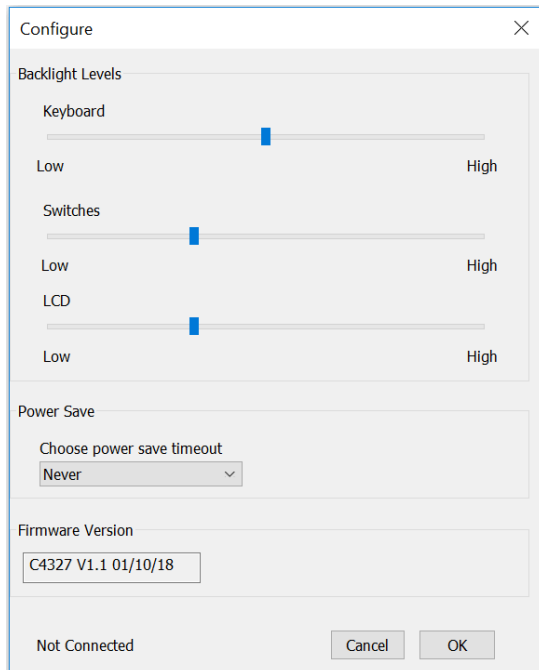 Configure
Backlight Levels
Keyboard
Low High
Switches
Low High
LCD
Low High
Power Save
Choose power save timeout
Never
Firmware Version
C4327 V1.1 01/10/18
Not Connected Cancel OK